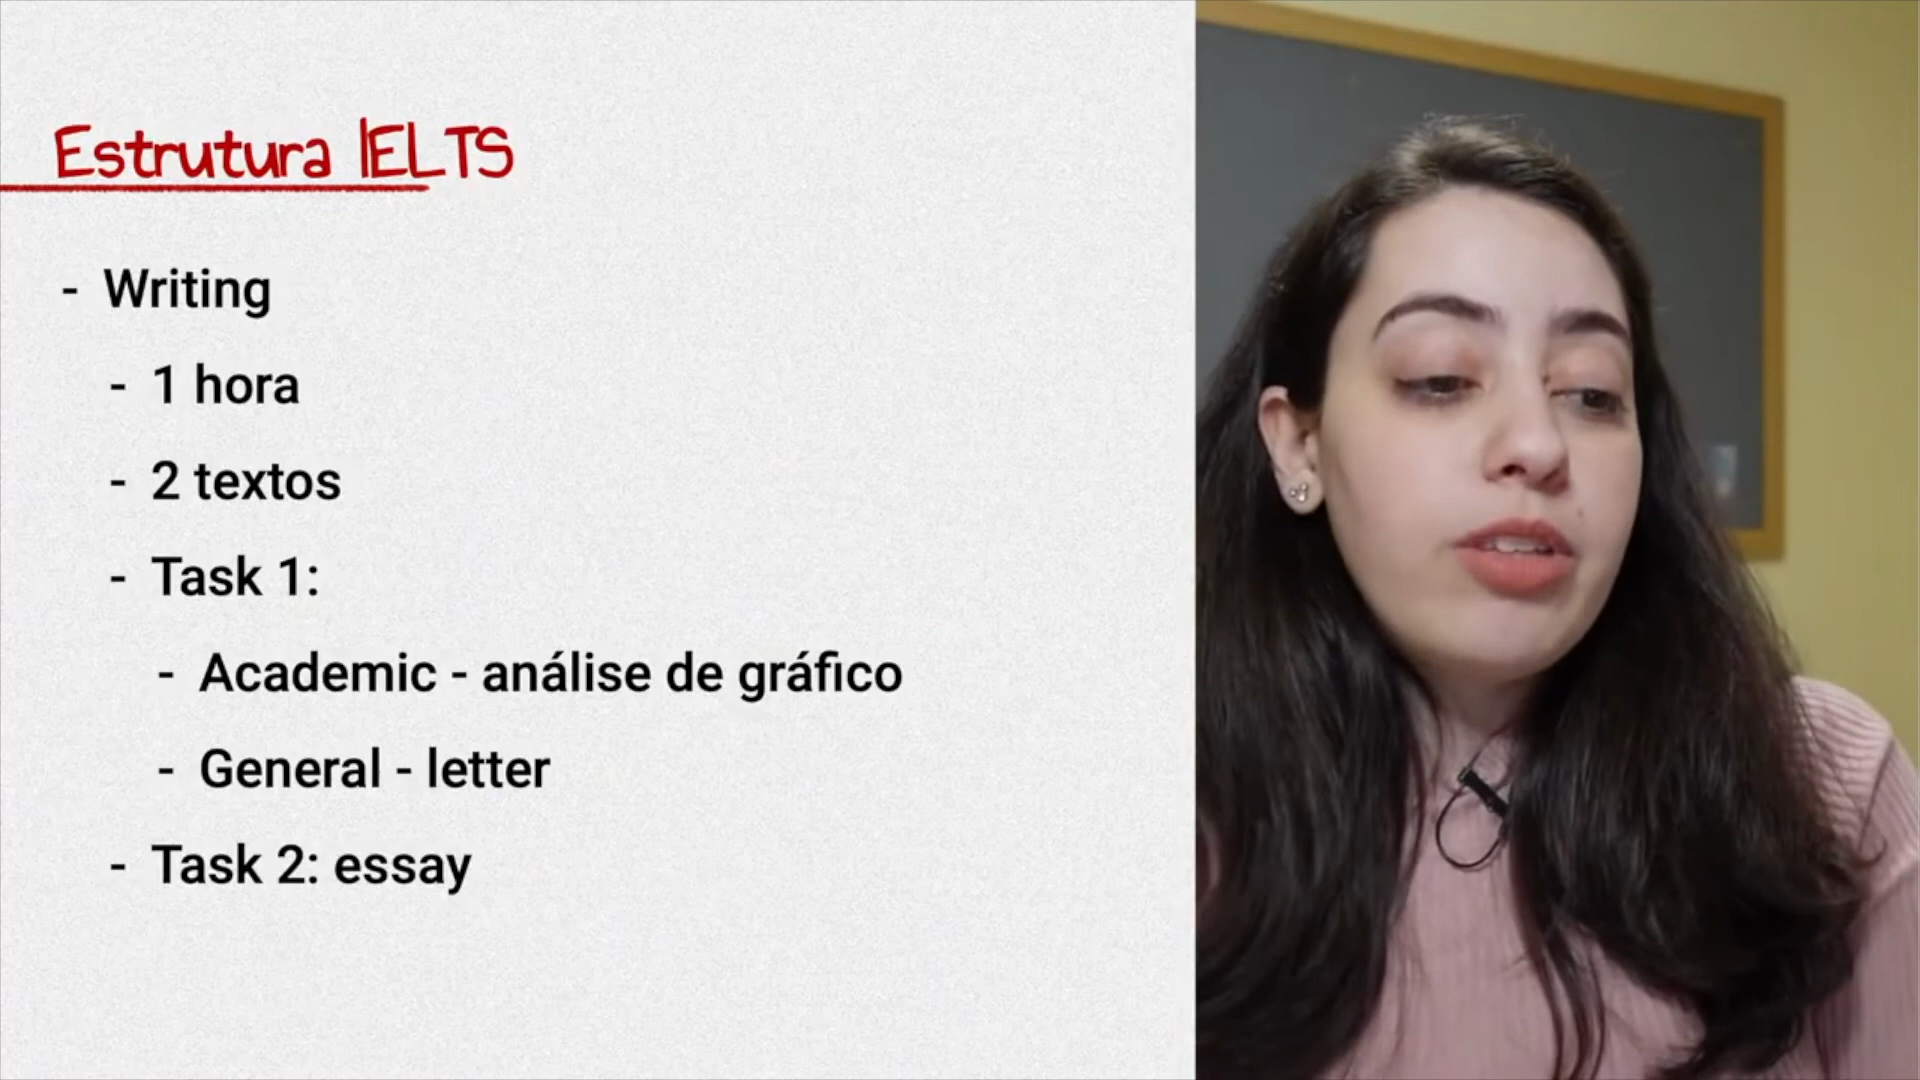 Estrutura IELTS
- Writing
- 1 hora
- 2 textos
- Task 1:
- Academic - análise de gráfico
- General - letter
- Task 2: essay